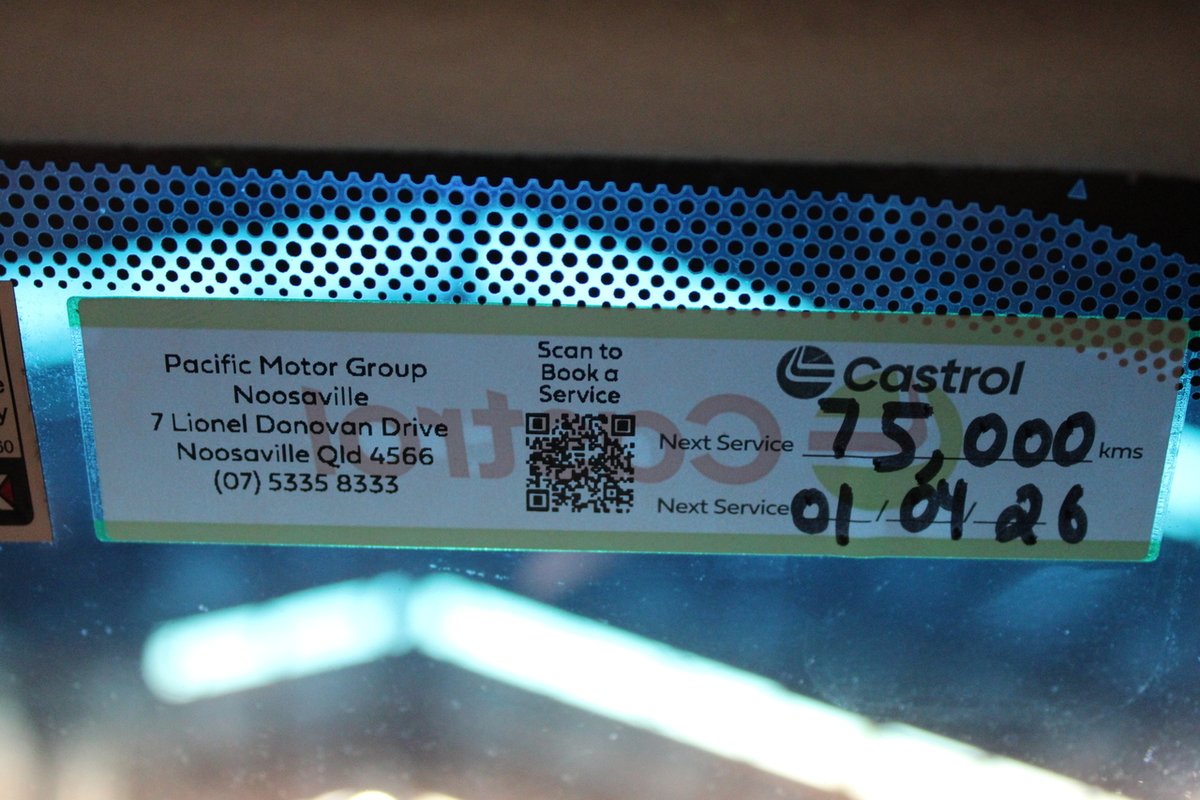 Pacific Motor Group
Noosaville
7 Lionel Donovan Drive
Noosaville Qld 4566
(07) 5335 8333
Scan to
Book a
Service
Castrol
Next Service 75,000 kms
Next Service 01/04/26
Castrol